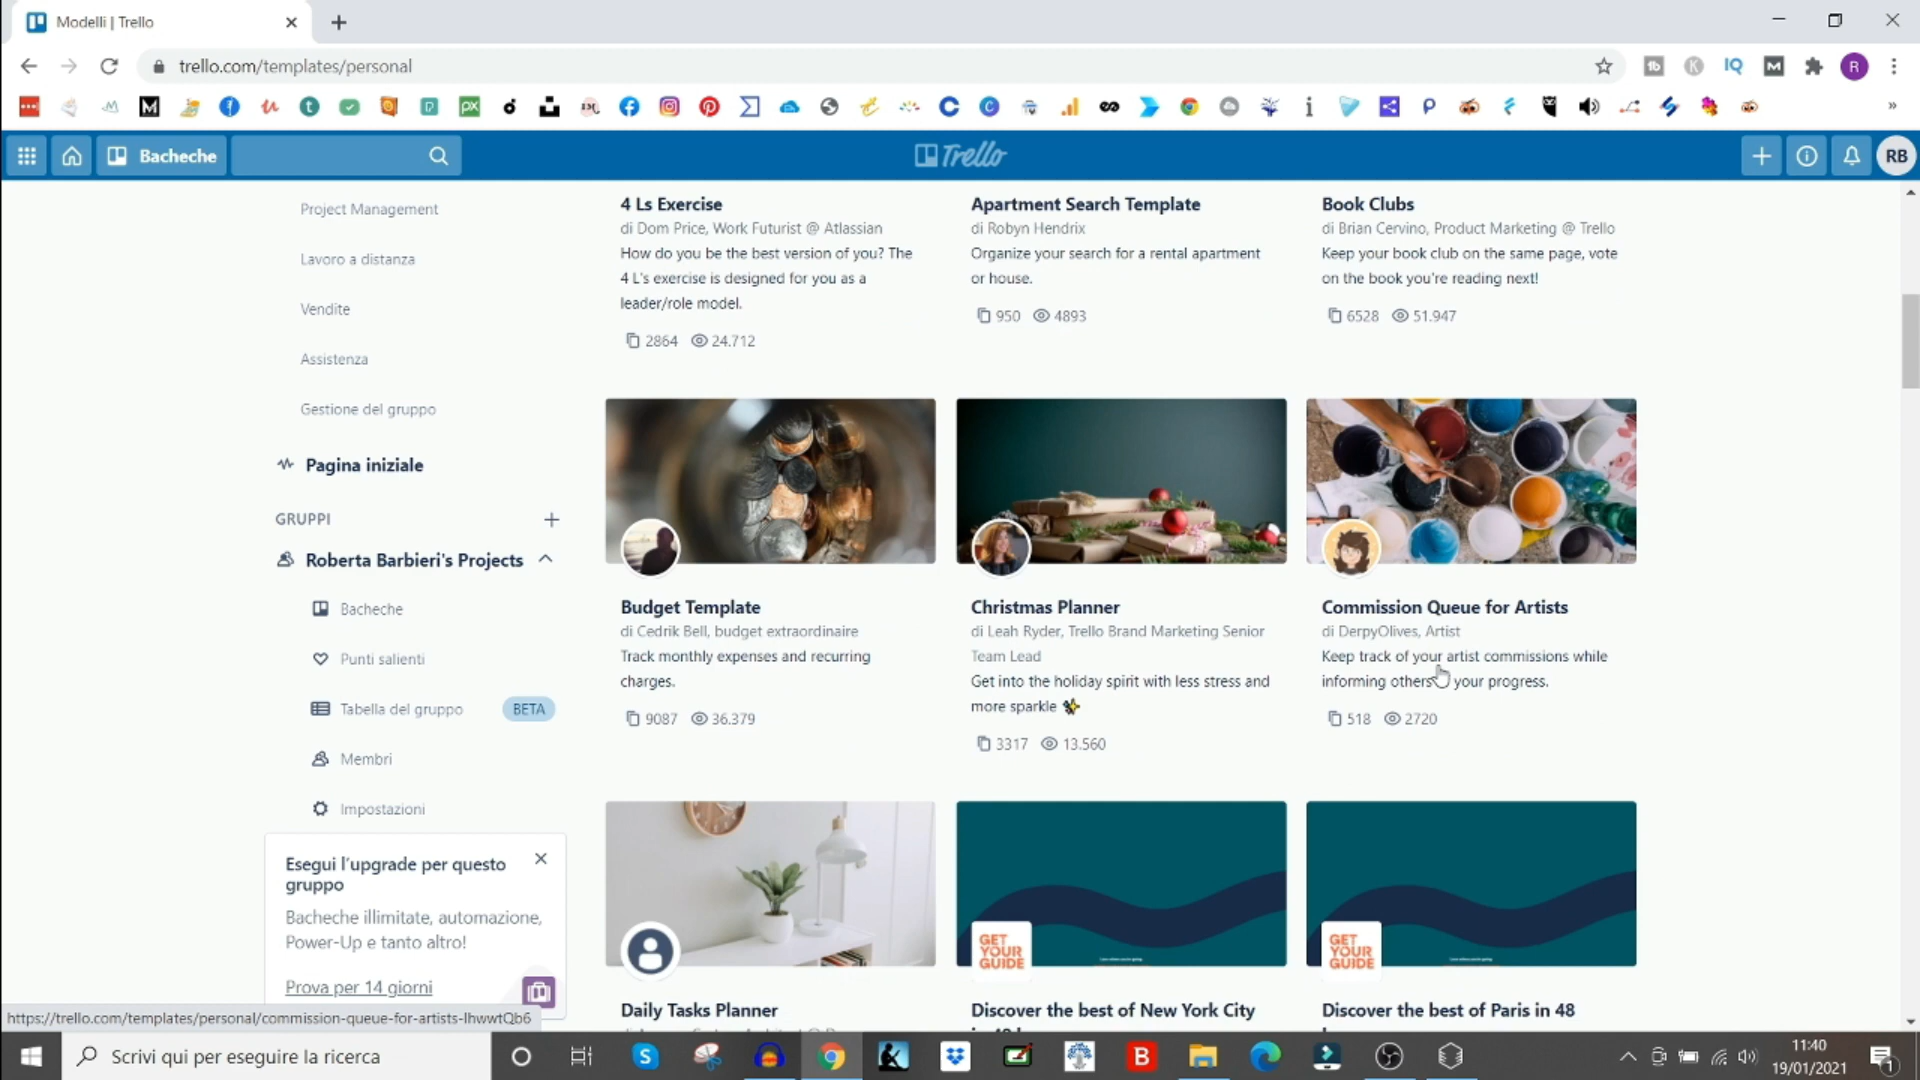 Modelli | Trello
trello.com/templates/personal
Bacheche
Trello
RB
Project Management
Lavoro a distanza
Vendite
Assistenza
Gestione del gruppo
Pagina iniziale
GRUPPI
Roberta Barbieri's Projects
Bacheche
Punti salienti
Tabella del gruppo
BETA
Membri
Impostazioni
Esegui l'upgrade per questo
gruppo
Bacheche illimitate, automazione,
Power-Up e tanto altro!
Prova per 14 giorni
4 Ls Exercise
di Dom Price, Work Futurist @ Atlassian
How do you be the best version of you? The
4 L's exercise is designed for you as a
leader/role model.
2864 24.712
Apartment Search Template
di Robyn Hendrix
Organize your search for a rental apartment
or house.
950 4893
Book Clubs
di Brian Cervino, Product Marketing @ Trello
Keep your book club on the same page, vote
on the book you're reading next!
6528 51.947
Budget Template
di Cedrik Bell, budget extraordinaire
Track monthly expenses and recurring
charges.
9087 36.379
Christmas Planner
di Leah Ryder, Trello Brand Marketing Senior
Team Lead
Get into the holiday spirit with less stress and
more sparkle
3317 13.560
Commission Queue for Artists
di DerpyOlives, Artist
Keep track of your artist commissions while
informing others your progress.
518 2720
Daily Tasks Planner
GET
YOUR
GUIDE
Discover the best of New York City
GET
YOUR
GUIDE
Discover the best of Paris in 48
https://trello.com/templates/personal/commission-queue-for-artists-lhwwtQb6
Scrivi qui per eseguire la ricerca
11:40
19/01/2021